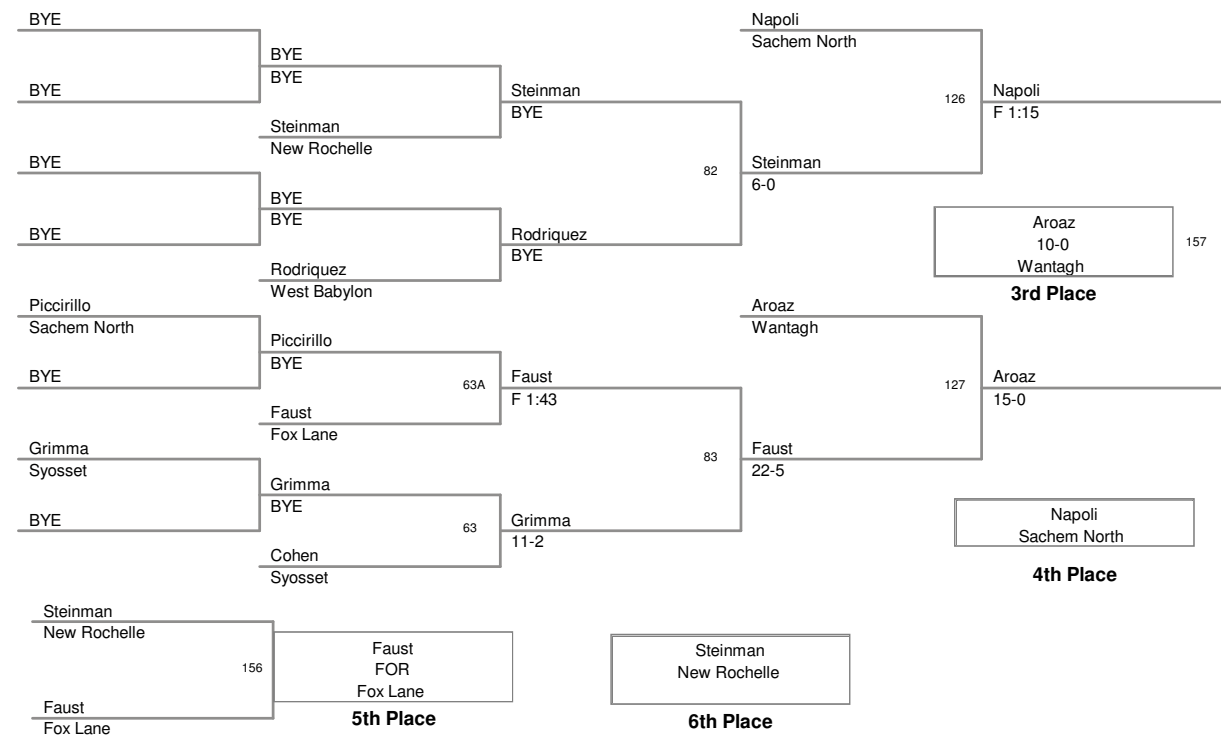 BYE
Napoli
Sachem North
BYE
BYE
BYE
Steinman
BYE
126
Napoli
F 1:15
Steinman
New Rochelle
BYE
82
Steinman
6-0
BYE
BYE
BYE
Rodriquez
BYE
Aroaz
10-0
Wantagh
157
3rd Place
Rodriquez
West Babylon
Piccirillo
Sachem North
Aroaz
Wantagh
Piccirillo
BYE
BYE
63A
Faust
F 1:43
127
Aroaz
15-0
Faust
Fox Lane
Grimma
Syosset
83
Faust
22-5
Grimma
BYE
BYE
63
Grimma
11-2
Napoli
Sachem North
4th Place
Cohen
Syosset
Steinman
New Rochelle
156
Faust
FOR
Fox Lane
5th Place
Steinman
New Rochelle
6th Place
Faust
Fox Lane